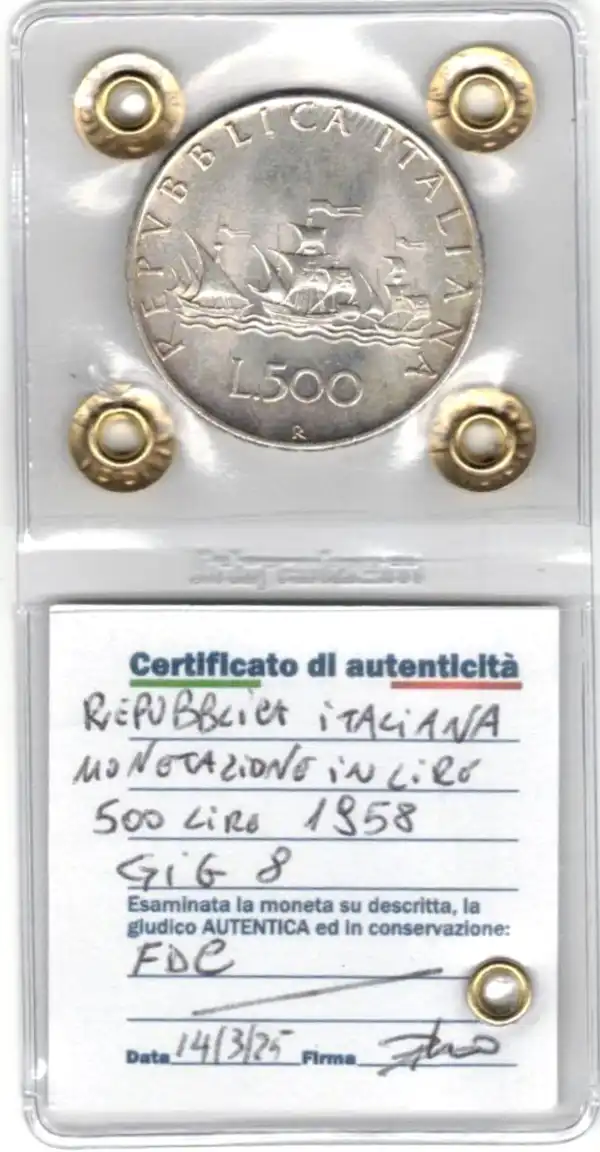 REPVBBLICA ITALIANA
L.500
R
Certificato di autenticità
REPUBBLICA ITALIANA
MONETAZIONE IN LIRE
500 LIRE 1958
GIG 8
Esaminata la moneta su descritta, la
giudico AUTENTICA ed in conservazione:
FDC
Data 14/3/25 Firma